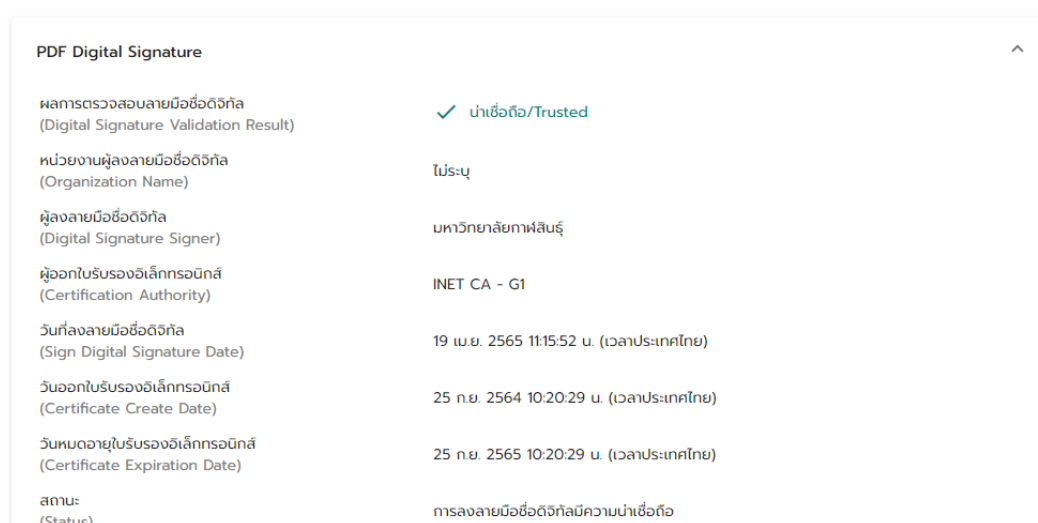 PDF Digital Signature
ผลการตรวจสอบลายมือชื่อดิจิทัล
(Digital Signature Validation Result)
น่าเชื่อถือ/Trusted
หน่วยงานผู้ลงลายมือชื่อดิจิทัล
(Organization Name)
ไม่ระบุ
ผู้ลงลายมือชื่อดิจิทัล
(Digital Signature Signer)
มหาวิทยาลัยกาฬสินธุ์
ผู้ออกใบรับรองอิเล็กทรอนิกส์
(Certification Authority)
INET CA - G1
วันที่ลงลายมือชื่อดิจิทัล
(Sign Digital Signature Date)
19 เม.ย. 2565 11:15:52 น. (เวลาประเทศไทย)
วันออกใบรับรองอิเล็กทรอนิกส์
(Certificate Create Date)
25 ก.ย. 2564 10:20:29 น. (เวลาประเทศไทย)
วันหมดอายุใบรับรองอิเล็กทรอนิกส์
(Certificate Expiration Date)
25 ก.ย. 2565 10:20:29 น. (เวลาประเทศไทย)
สถานะ
(Status)
การลงลายมือชื่อดิจิทัลมีความน่าเชื่อถือ